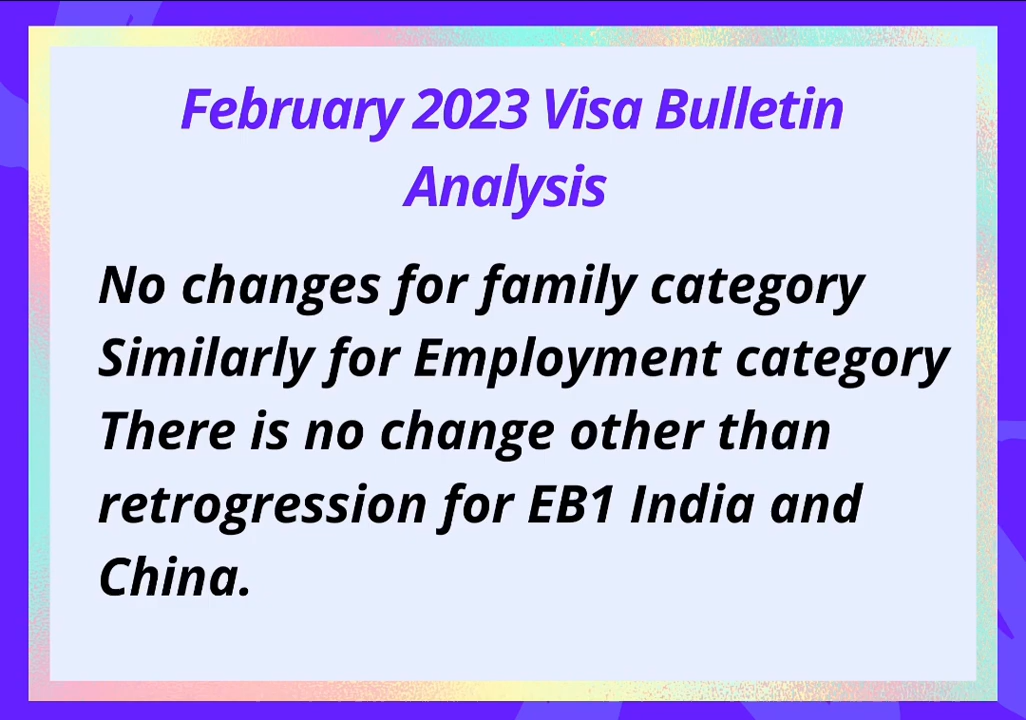 February 2023 Visa Bulletin
Analysis
No changes for family category
Similarly for Employment category
There is no change other than
retrogression for EB1 India and
China.